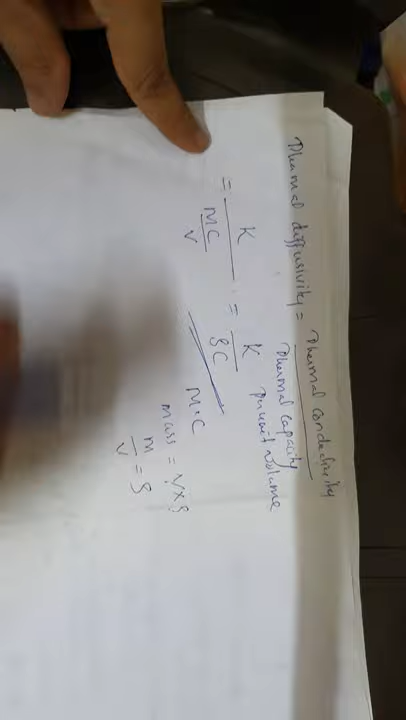 Thermal diffusivity = Thermal conductivity
Thermal capacity
Per unit volume
= K / (MC / V) = K / ρC
M·C
mass = V × ρ
m / V = ρ